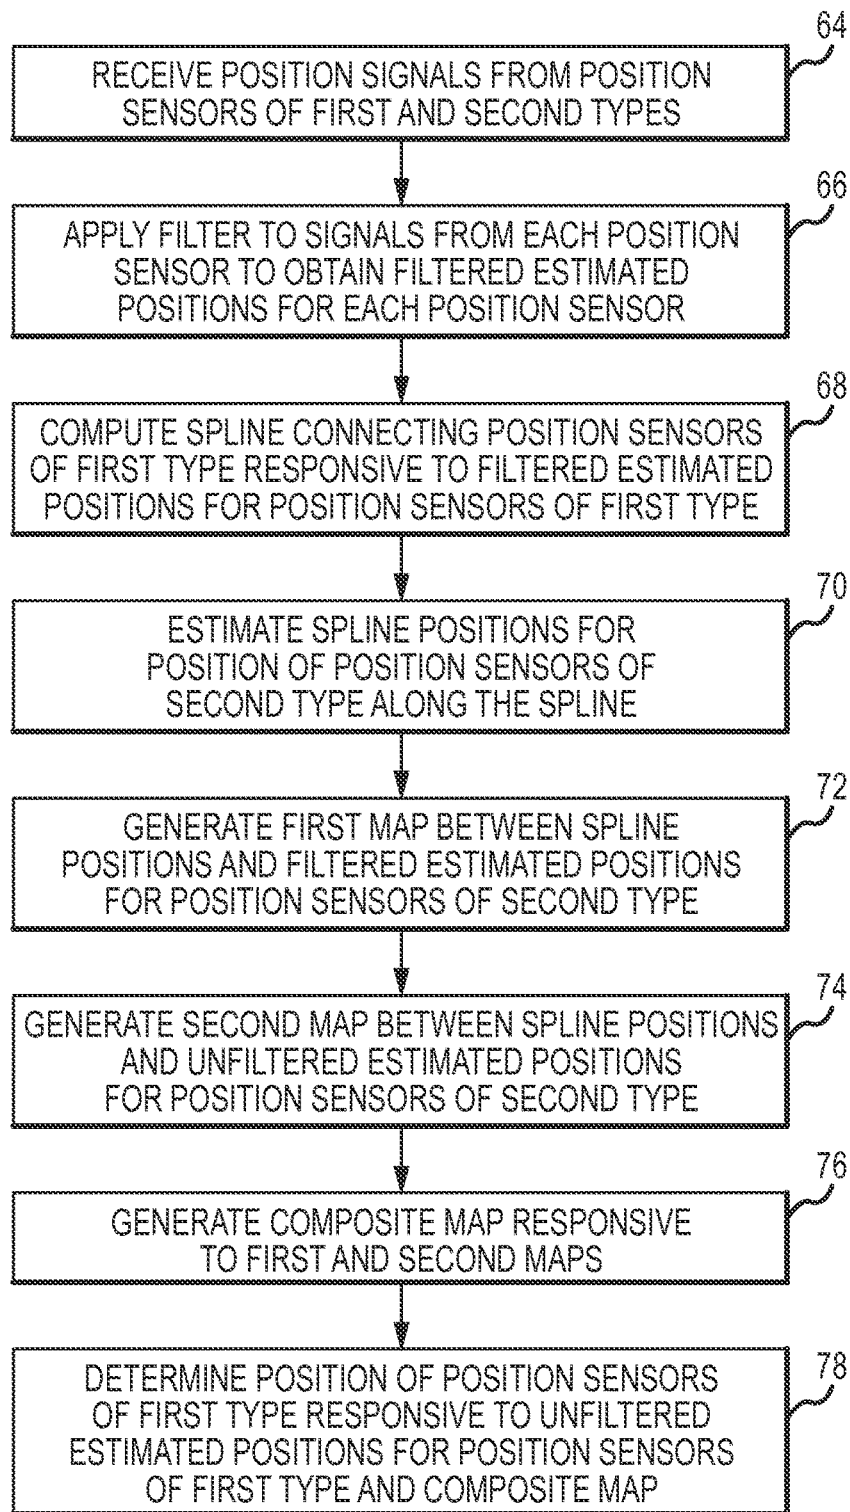 64
RECEIVE POSITION SIGNALS FROM POSITION
SENSORS OF FIRST AND SECOND TYPES
66
APPLY FILTER TO SIGNALS FROM EACH POSITION
SENSOR TO OBTAIN FILTERED ESTIMATED
POSITIONS FOR EACH POSITION SENSOR
68
COMPUTE SPLINE CONNECTING POSITION SENSORS
OF FIRST TYPE RESPONSIVE TO FILTERED ESTIMATED
POSITIONS FOR POSITION SENSORS OF FIRST TYPE
70
ESTIMATE SPLINE POSITIONS FOR
POSITION OF POSITION SENSORS OF
SECOND TYPE ALONG THE SPLINE
72
GENERATE FIRST MAP BETWEEN SPLINE
POSITIONS AND FILTERED ESTIMATED POSITIONS
FOR POSITION SENSORS OF SECOND TYPE
74
GENERATE SECOND MAP BETWEEN SPLINE POSITIONS
AND UNFILTERED ESTIMATED POSITIONS
FOR POSITION SENSORS OF SECOND TYPE
76
GENERATE COMPOSITE MAP RESPONSIVE
TO FIRST AND SECOND MAPS
78
DETERMINE POSITION OF POSITION SENSORS
OF FIRST TYPE RESPONSIVE TO UNFILTERED
ESTIMATED POSITIONS FOR POSITION SENSORS
OF FIRST TYPE AND COMPOSITE MAP